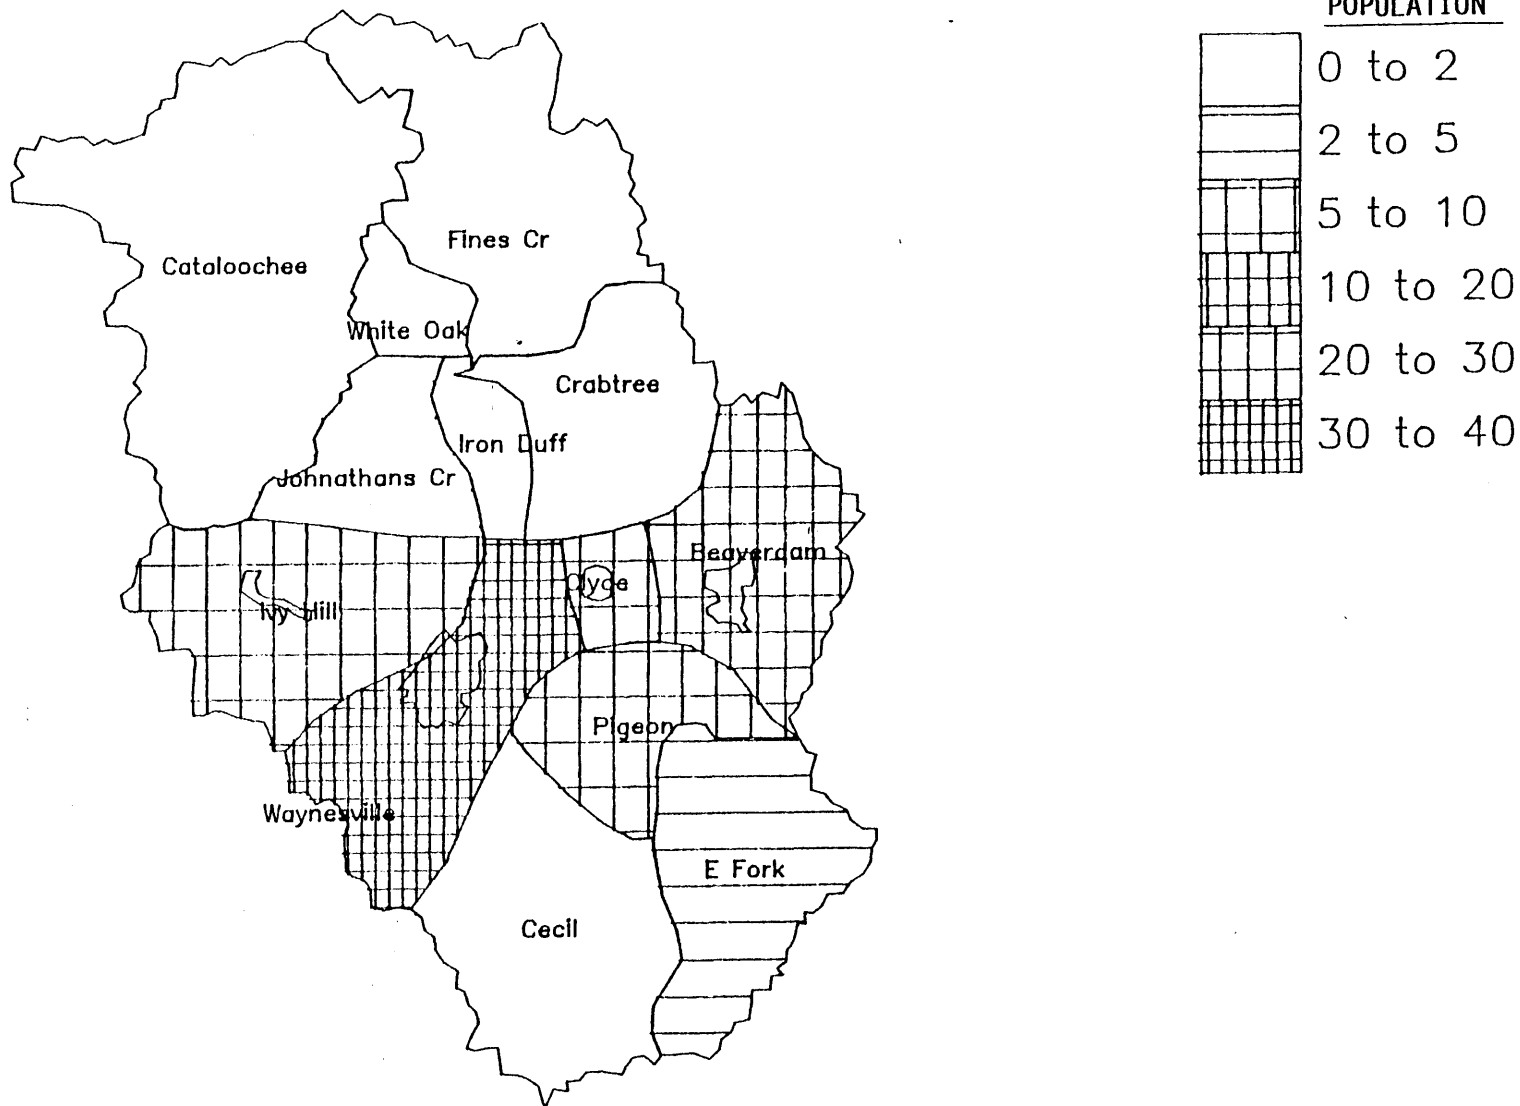 POPULATION
0 to 2
2 to 5
5 to 10
10 to 20
20 to 30
30 to 40
Fines Cr
Cataloochee
White Oak
Crabtree
Iron Duff
Johnathans Cr
Beaverdam
Clyde
Ivy Hill
Pigeon
Waynesville
E Fork
Cecil